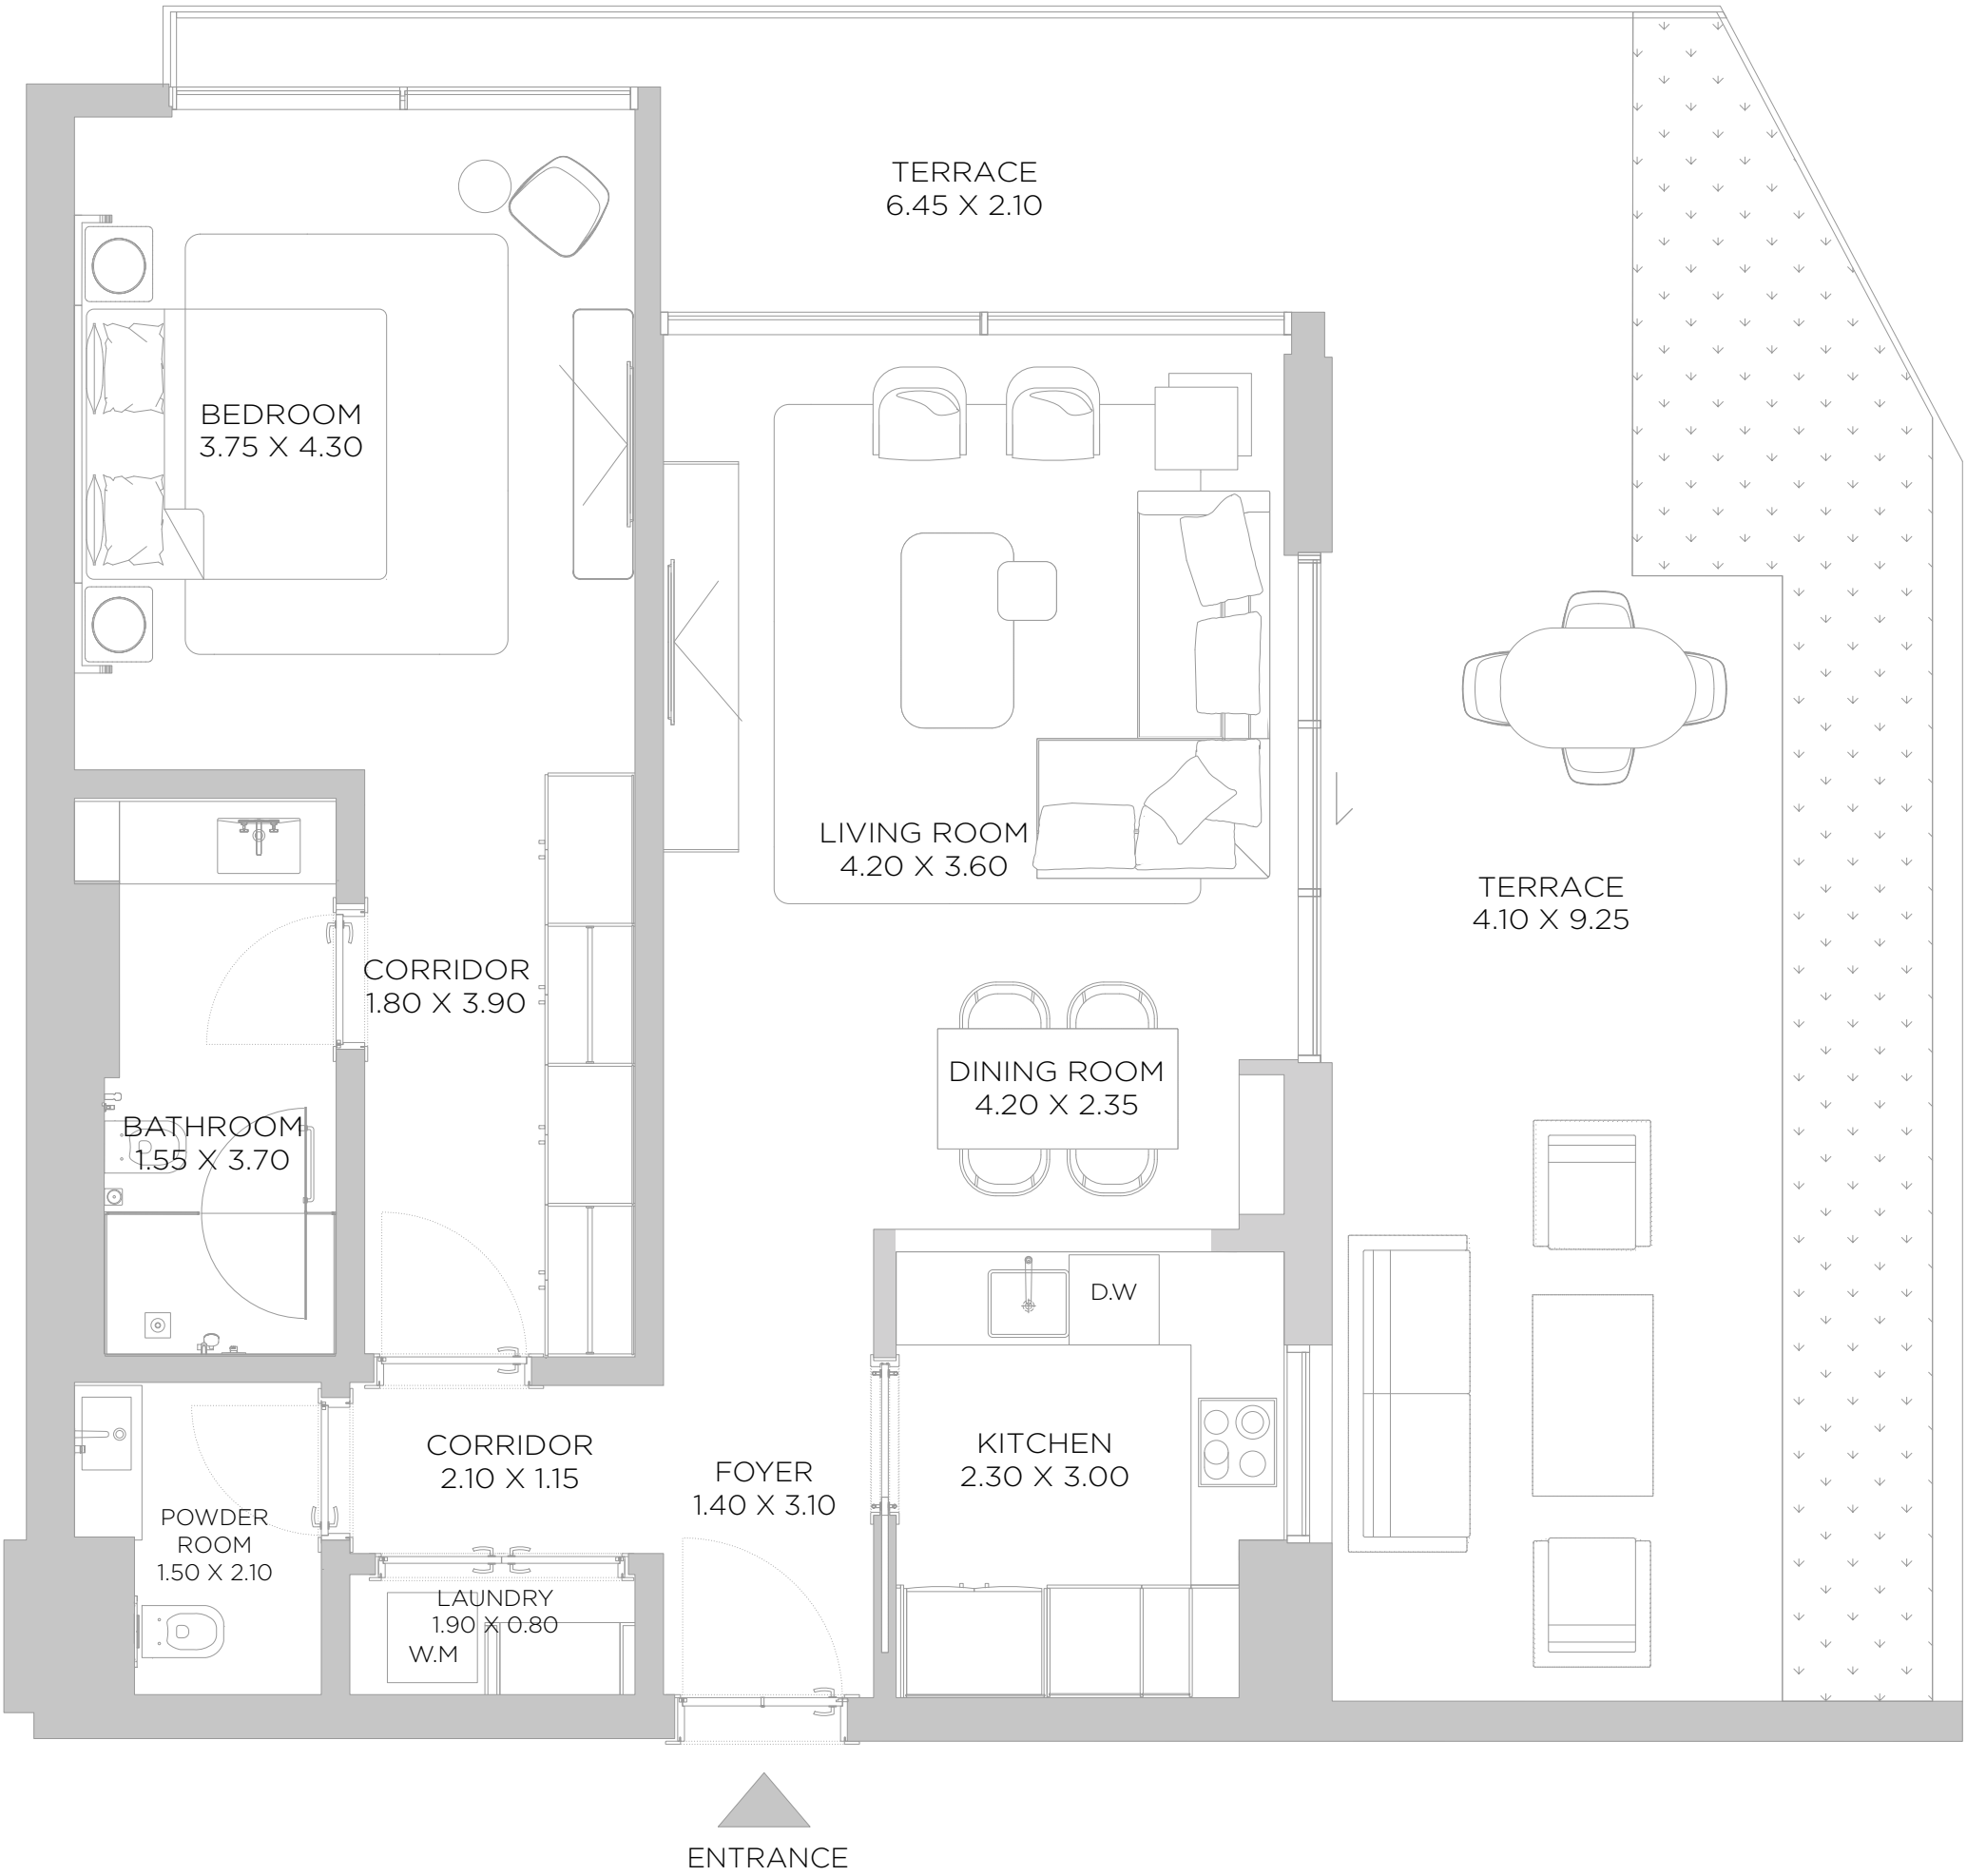 TERRACE
6.45 X 2.10
BEDROOM
3.75 X 4.30
LIVING ROOM
4.20 X 3.60
TERRACE
4.10 X 9.25
CORRIDOR
1.80 X 3.90
DINING ROOM
4.20 X 2.35
BATHROOM
1.55 X 3.70
D.W
KITCHEN
2.30 X 3.00
CORRIDOR
2.10 X 1.15
FOYER
1.40 X 3.10
POWDER
ROOM
1.50 X 2.10
LAUNDRY
1.90 X 0.80
W.M
ENTRANCE